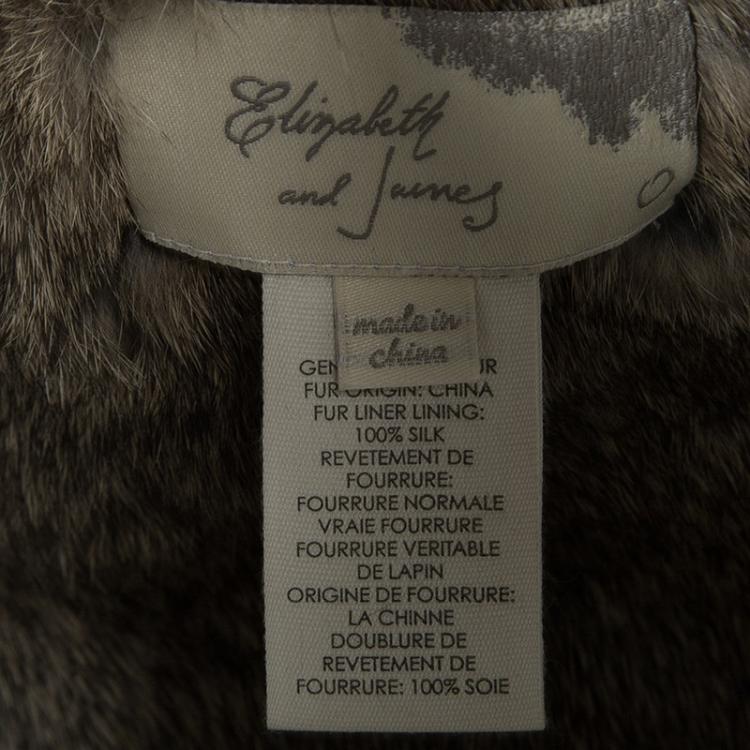 Elizabeth
and James
O
made in
china
FUR ORIGIN: CHINA
FUR LINER LINING:
100% SILK
REVETEMENT DE
FOURRURE:
FOURRURE NORMALE
VRAIE FOURRURE
FOURRURE VERITABLE
DE LAPIN
ORIGINE DE FOURRURE:
LA CHINNE
DOUBLURE DE
REVETEMENT DE
FOURRURE: 100% SOIE